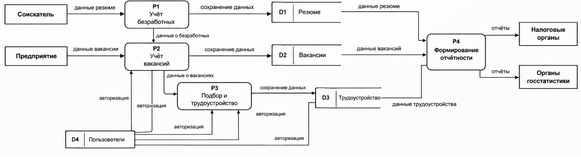 Соискатель
данные резюме
P1
Учёт
безработных
сохранение данных
D1 Резюме
данные резюме
данные о безработных
P4
Формирование
отчётности
отчёты
Налоговые
органы
Предприятие
данные вакансии
P2
Учёт
вакансий
сохранение данных
D2 Вакансии
данные вакансий
отчёты
Органы
госстатистики
данные о вакансиях
P3
Подбор и
трудоустройство
сохранение данных
D3 Трудоустройство
данные трудоустройства
авторизация
авторизация
авторизация
авторизация
авторизация
D4 Пользователи